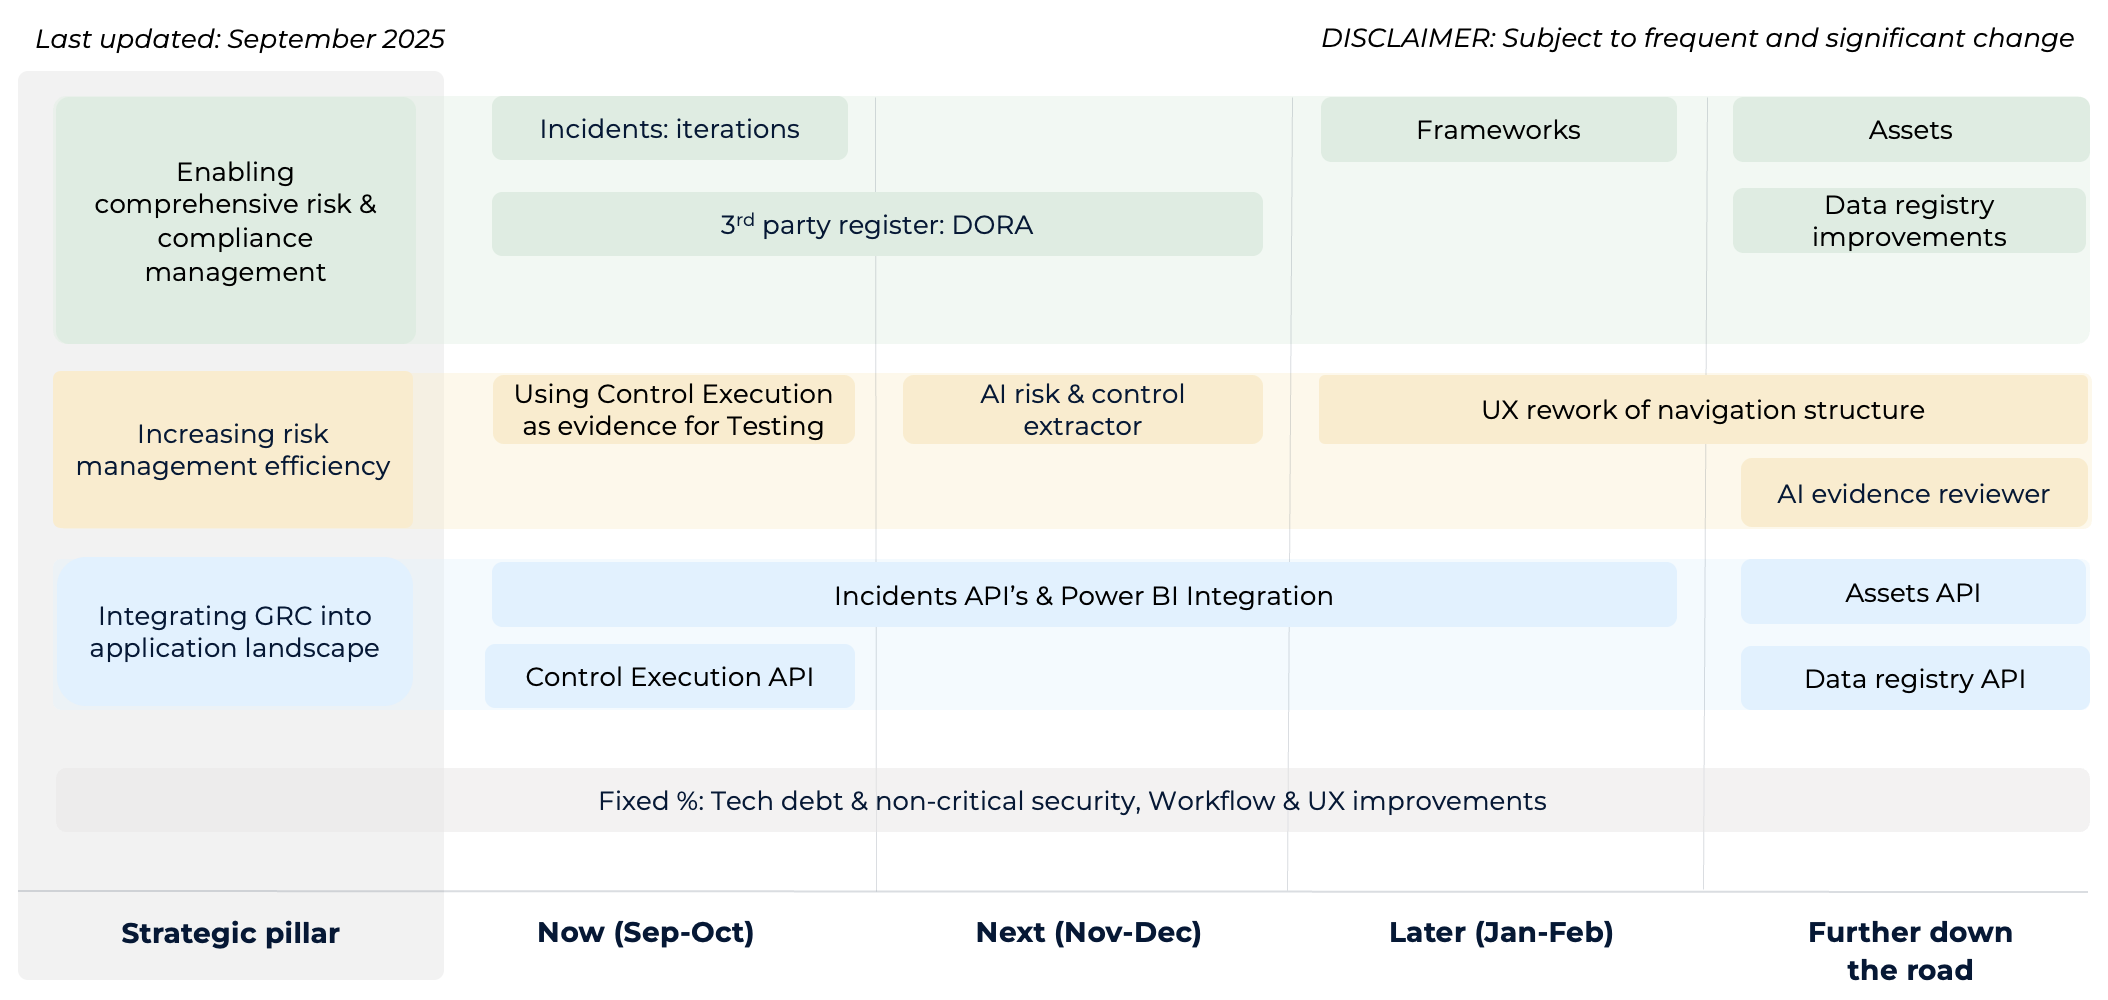 Last updated: September 2025
DISCLAIMER: Subject to frequent and significant change
Enabling
comprehensive risk &
compliance
management
Incidents: iterations
3rd party register: DORA
Frameworks
Assets
Data registry
improvements
Increasing risk
management efficiency
Using Control Execution
as evidence for Testing
AI risk & control
extractor
UX rework of navigation structure
AI evidence reviewer
Integrating GRC into
application landscape
Incidents API’s & Power BI Integration
Control Execution API
Assets API
Data registry API
Fixed %: Tech debt & non-critical security, Workflow & UX improvements
Strategic pillar
Now (Sep-Oct)
Next (Nov-Dec)
Later (Jan-Feb)
Further down
the road